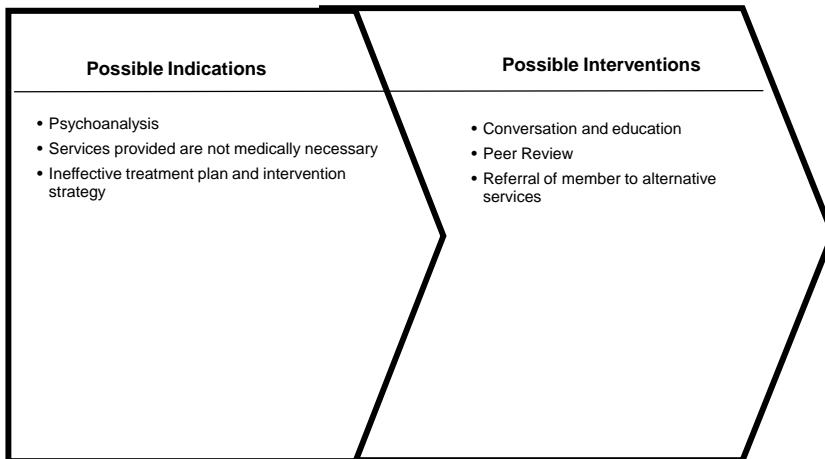 Possible Indications
• Psychoanalysis
• Services provided are not medically necessary
• Ineffective treatment plan and intervention
strategy
Possible Interventions
• Conversation and education
• Peer Review
• Referral of member to alternative
services